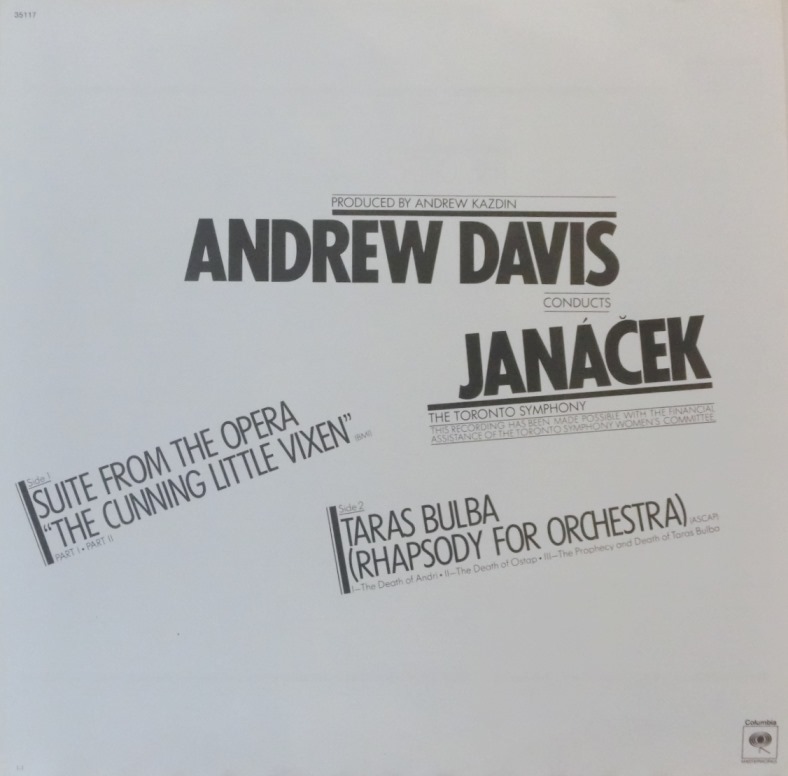 35117
PRODUCED BY ANDREW KAZDIN
ANDREW DAVIS
CONDUCTS
JANÁČEK
THE TORONTO SYMPHONY
THIS RECORDING HAS BEEN MADE POSSIBLE WITH THE FINANCIAL
ASSISTANCE OF THE TORONTO SYMPHONY WOMEN'S COMMITTEE.
Side 1
SUITE FROM THE OPERA
"THE CUNNING LITTLE VIXEN" (BMI)
PART I • PART II
Side 2
TARAS BULBA
(RHAPSODY FOR ORCHESTRA) (ASCAP)
I—The Death of Andri • II—The Death of Ostap • III—The Prophecy and Death of Taras Bulba
Columbia
MASTERWORKS